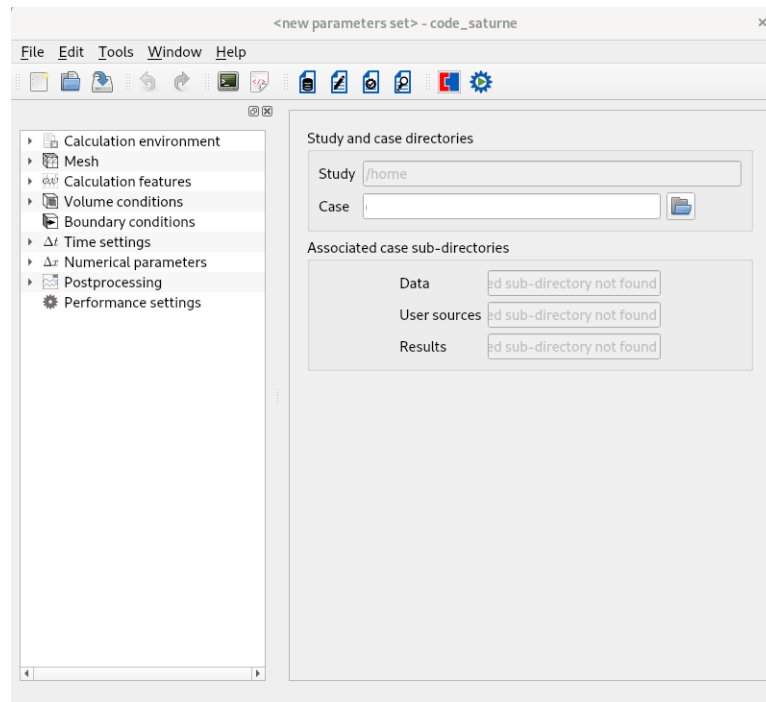 <new parameters set> - code_saturne
File Edit Tools Window Help
Study and case directories
Calculation environment
Mesh
Calculation features
Volume conditions
Boundary conditions
Δt Time settings
Δx Numerical parameters
Postprocessing
Performance settings
Study /home
Case
Associated case sub-directories
Data ed sub-directory not found
User sources ed sub-directory not found
Results ed sub-directory not found